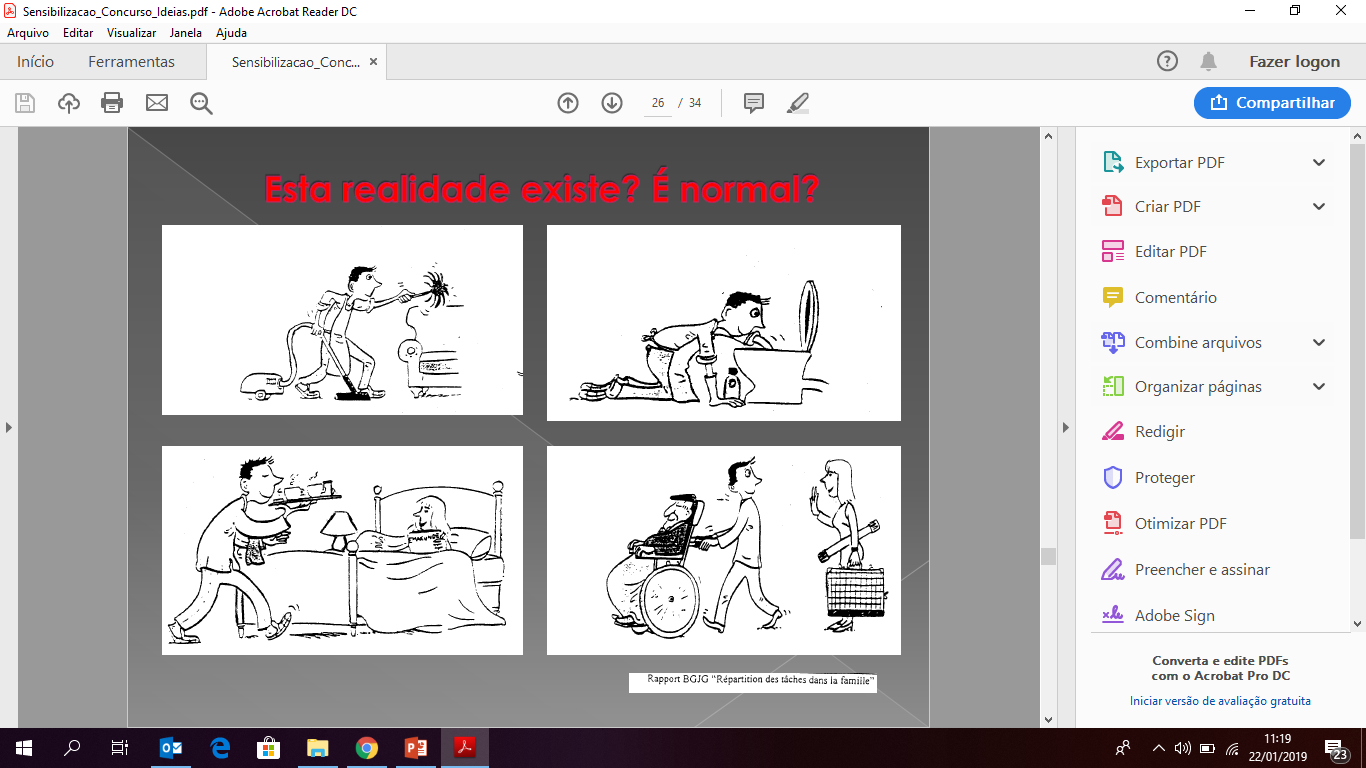 Sensibilizacao_Concurso_Ideias.pdf - Adobe Acrobat Reader DC
Arquivo Editar Visualizar Janela Ajuda
Início Ferramentas Sensibilizacao_Conc... × Fazer logon
26 / 34 Compartilhar
Esta realidade existe? É normal?
Rapport BGJG "Répartition des tâches dans la famille"
Exportar PDF
Criar PDF
Editar PDF
Comentário
Combine arquivos
Organizar páginas
Redigir
Proteger
Otimizar PDF
Preencher e assinar
Adobe Sign
Converta e edite PDFs
com o Acrobat Pro DC
Iniciar versão de avaliação gratuita
11:19
22/01/2019
23